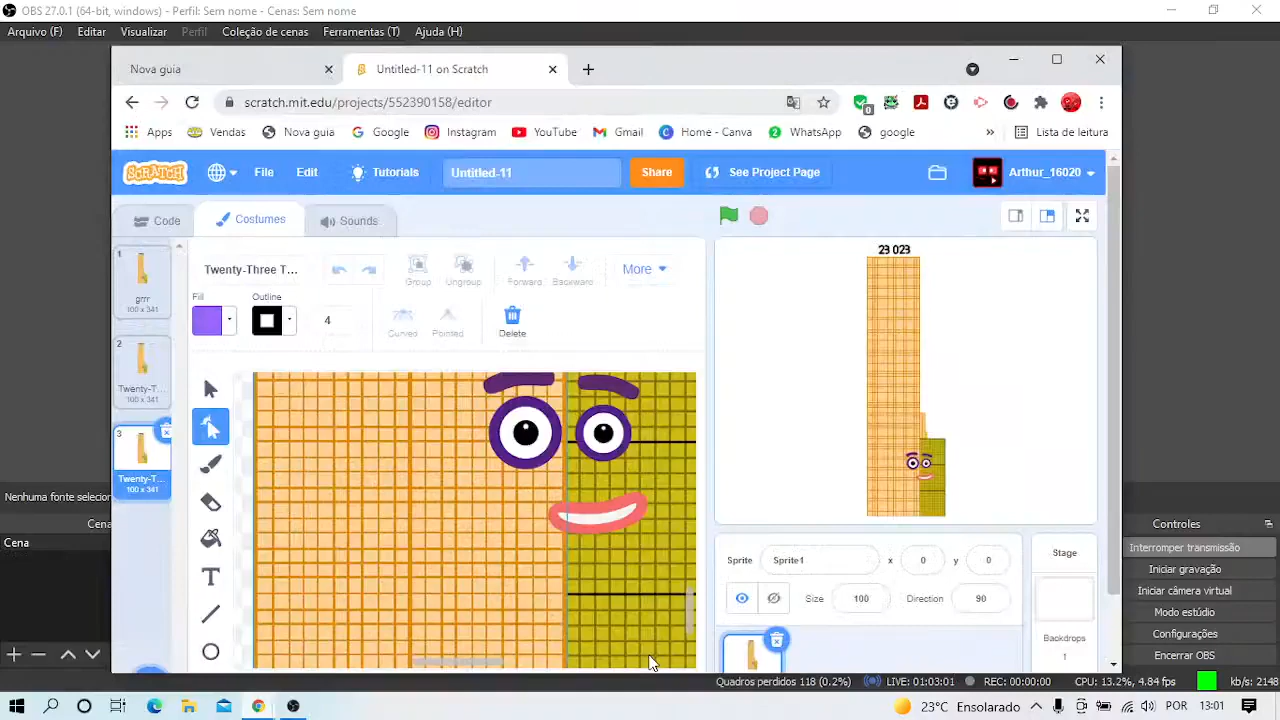 OBS 27.0.1 (64-bit, windows) - Perfil: Sem nome - Cenas: Sem nome
Arquivo (F) Editar Visualizar Perfil Coleção de cenas Ferramentas (T) Ajuda (H)
Nova guia Untitled-11 on Scratch
scratch.mit.edu/projects/552390158/editor
0
Apps Vendas Nova guia Google Instagram YouTube Gmail Home - Canva WhatsApp google » Lista de leitura
SCRATCH File Edit Tutorials Untitled-11 Share See Project Page Arthur_16020
Code Costumes Sounds
1
grrr
100 x 341
2
Twenty-T...
100 x 341
3
Twenty-T...
100 x 341
Twenty-Three T... Group Ungroup Forward Backward More
Fill Outline
4 Curved Pointed Delete
T
23 023
Sprite Sprite1 x 0 y 0
Size 100 Direction 90
Stage
Backdrops
1
Nenhuma fonte selecion
Cena
Cena
Controles
Interromper transmissão
Iniciar gravação
Iniciar câmera virtual
Modo estúdio
Configurações
Encerrar OBS
Quadros perdidos 118 (0.2%) LIVE: 01:03:01 REC: 00:00:00 CPU: 13.2%, 4.84 fps kb/s: 2148
23°C Ensolarado POR 13:01